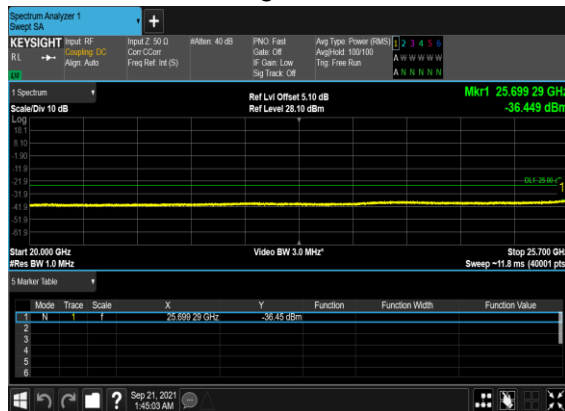 Spectrum Analyzer 1
Swept SA
+
KEYSIGHT Input: RF Input Z: 50 Ω #Atten: 40 dB PNO: Fast Avg Type: Power (RMS) 1 2 3 4 5 6
RL Coupling: DC Corr CCorr Gate: Off Avg|Hold: 100/100 A W W W W W
Align: Auto Freq Ref: Int (S) IF Gain: Low Trig: Free Run
Sig Track: Off A N N N N N
LW
1 Spectrum Ref Lvl Offset 5.10 dB Mkr1 25.699 29 GHz
Scale/Div 10 dB Ref Level 28.10 dBm -36.449 dBm
Log
18.1
8.10
-1.90
-11.9
-21.9 DL1 -25.00
-31.9 1
-41.9
-51.9
-61.9
Start 20.000 GHz Video BW 3.0 MHz* Stop 25.700 GHz
#Res BW 1.0 MHz Sweep ~11.8 ms (40001 pts)
5 Marker Table
Mode Trace Scale X Y Function Function Width Function Value
1 N 1 f 25.699 29 GHz -36.45 dBm
2
3
4
5
6
? Sep 21, 2021
1:45:03 AM